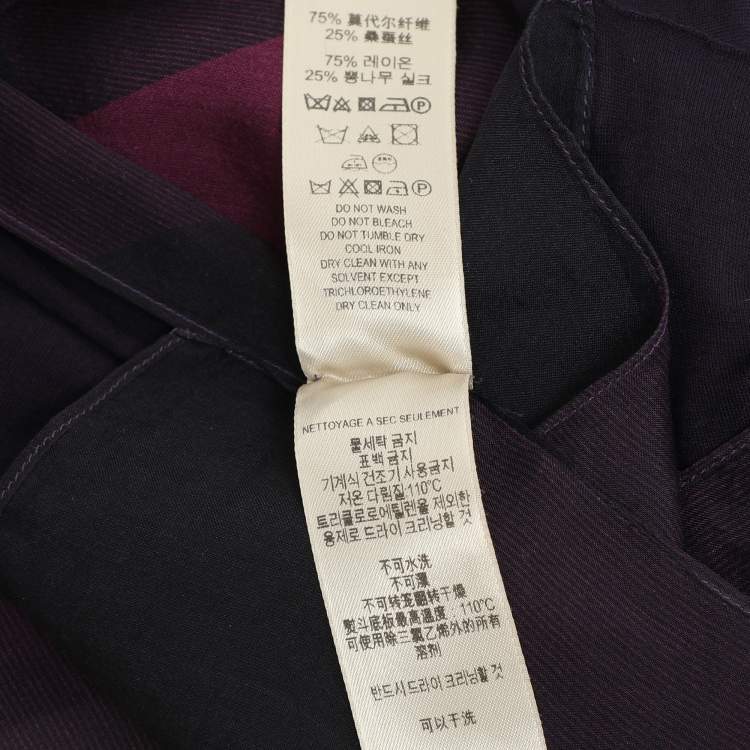 75% 莫代尔纤维
25% 桑蚕丝
75% 레이온
25% 뽕나무 실크
DO NOT WASH
DO NOT BLEACH
DO NOT TUMBLE DRY
COOL IRON
DRY CLEAN WITH ANY
SOLVENT EXCEPT
TRICHLOROETHYLENE
DRY CLEAN ONLY
NETTOYAGE A SEC SEULEMENT
물세탁 금지
표백 금지
기계식 건조기 사용금지
저온 다림질:110°C
트리클로로에틸렌을 제외한
용제로 드라이 크리닝할 것
不可水洗
不可漂
不可转笼翻转干燥
熨斗底板最高温度:110°C
可使用除三氯乙烯外的所有
溶剂
반드시 드라이 크리닝할 것
可以干洗